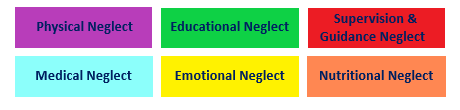 Physical Neglect
Educational Neglect
Supervision &
Guidance Neglect
Medical Neglect
Emotional Neglect
Nutritional Neglect